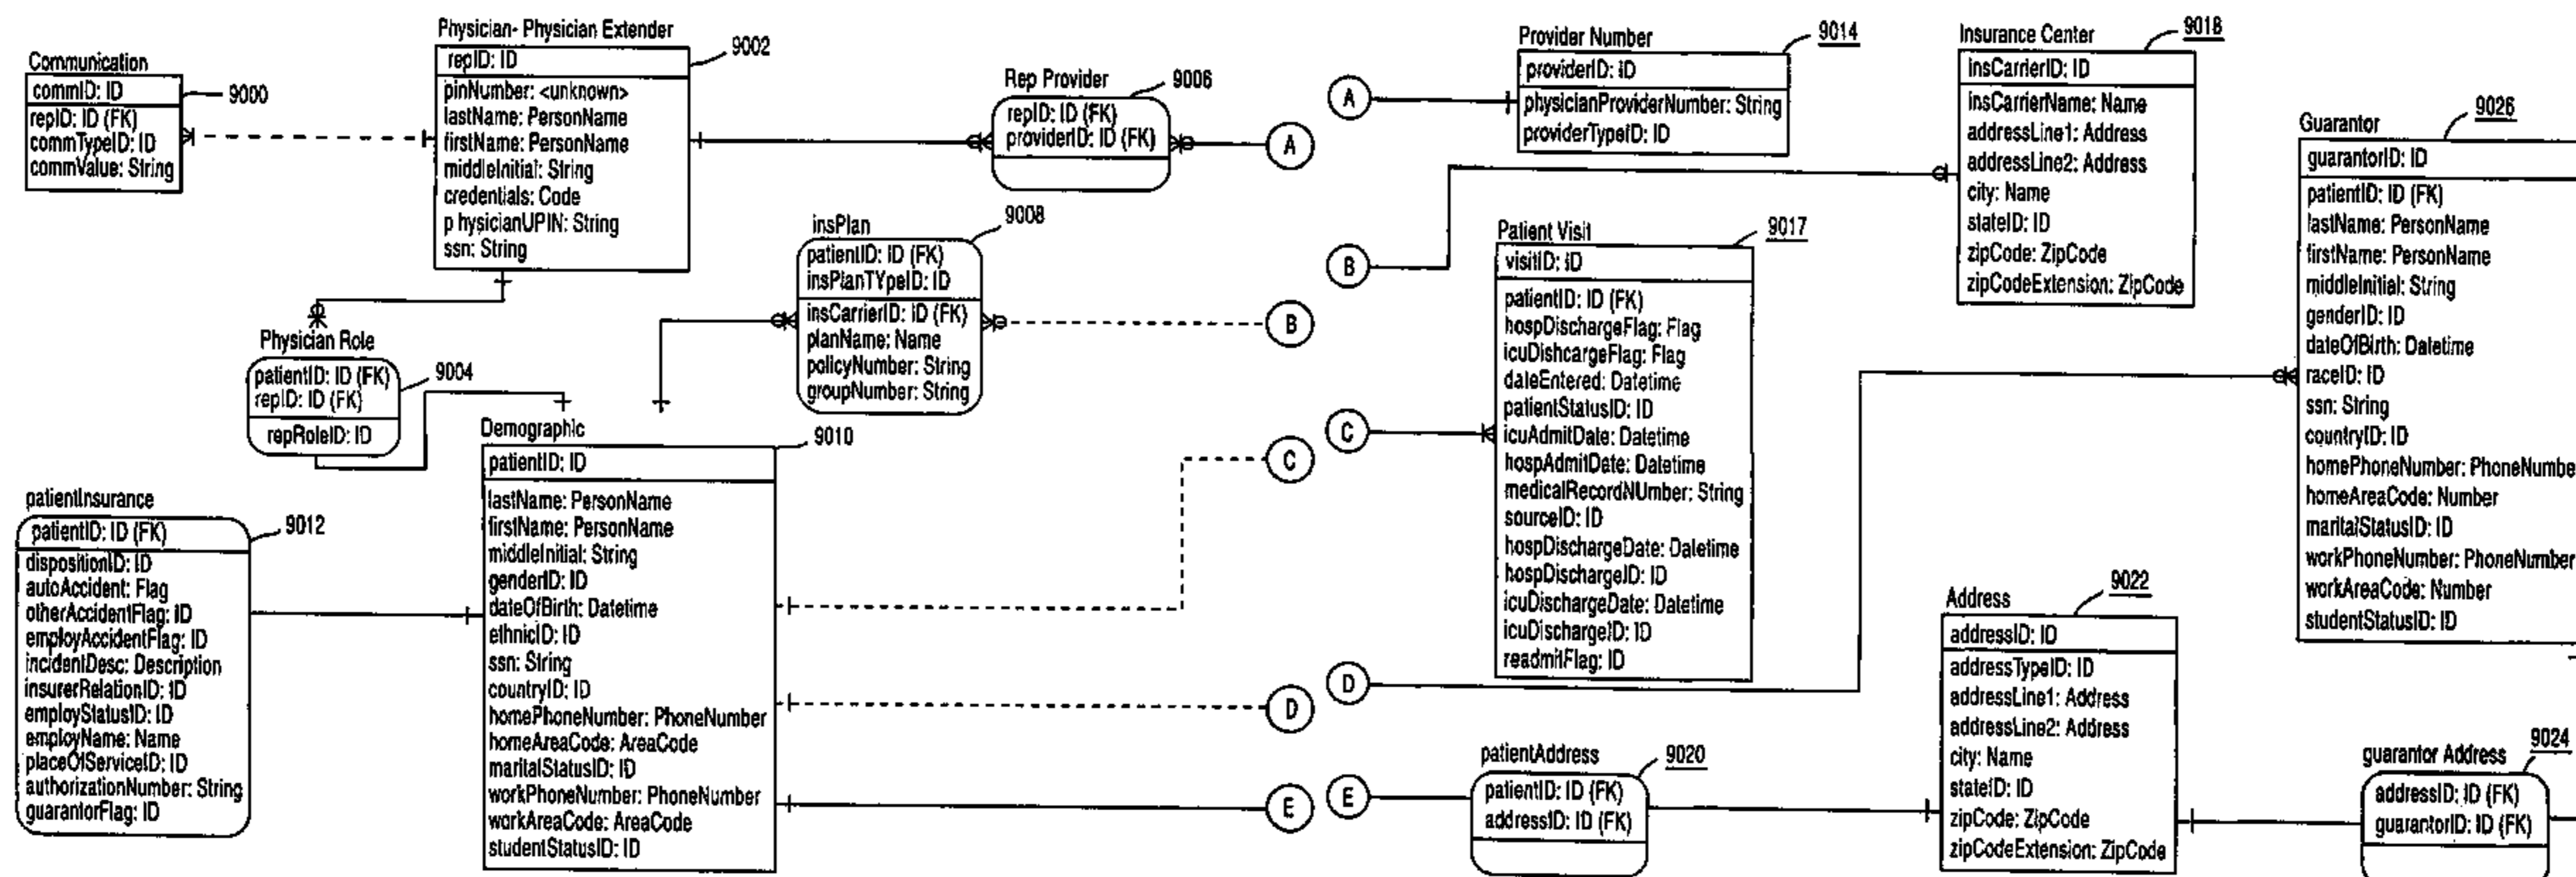 Communication
9000
commID: ID
repID: ID (FK)
commTypeID: ID
commValue: String
Physician- Physician Extender
9002
repID: ID
pinNumber: <unknown>
lastName: PersonName
firstName: PersonName
middleInitial: String
credentials: Code
p hysicianUPIN: String
ssn: String
Rep Provider
9006
repID: ID (FK)
providerID: ID (FK)
A
insPlan
9008
patientID: ID (FK)
insPlanTYpeID: ID
insCarrierID: ID (FK)
planName: Name
policyNumber: String
groupNumber: String
B
Physician Role
9004
patientID: ID (FK)
repID: ID (FK)
repRoleID: ID
patientInsurance
9012
patientID: ID (FK)
dispositionID: ID
autoAccident: Flag
otherAccidentFlag: ID
employAccidentFlag: ID
incidentDesc: Description
insurerRelationID: ID
employStatusID: ID
employName: Name
placeOfServiceID: ID
authorizationNumber: String
guarantorFlag: ID
Demographic
9010
patientID: ID
lastName: PersonName
firstName: PersonName
middleInitial: String
genderID: ID
dateOfBirth: Datetime
ethnicID: ID
ssn: String
countryID: ID
homePhoneNumber: PhoneNumber
homeAreaCode: AreaCode
maritalStatusID: ID
workPhoneNumber: PhoneNumber
workAreaCode: AreaCode
studentStatusID: ID
C
D
E
A
Provider Number
9014
providerID: ID
physicianProviderNumber: String
providerTypeID: ID
B
Insurance Center
9018
insCarrierID: ID
insCarrierName: Name
addressLine1: Address
addressLine2: Address
city: Name
stateID: ID
zipCode: ZipCode
zipCodeExtension: ZipCode
C
Patient Visit
9017
visitID: ID
patientID: ID (FK)
hospDischargeFlag: Flag
icuDishcargeFlag: Flag
dateEntered: Datetime
patientStatusID: ID
icuAdmitDate: Datetime
hospAdmitDate: Datetime
medicalRecordNUmber: String
sourceID: ID
hospDischargeDate: Datetime
hospDischargeID: ID
icuDischargeDate: Datetime
icuDischargeID: ID
readmitFlag: ID
D
Guarantor
9026
guarantorID: ID
patientID: ID (FK)
lastName: PersonName
firstName: PersonName
middleInitial: String
genderID: ID
dateOfBirth: Datetime
raceID: ID
ssn: String
countryID: ID
homePhoneNumber: PhoneNumbe
homeAreaCode: Number
maritalStatusID: ID
workPhoneNumber: PhoneNumber
workAreaCode: Number
studentStatusID: ID
E
patientAddress
9020
patientID: ID (FK)
addressID: ID (FK)
Address
9022
addressID: ID
addressTypeID: ID
addressLine1: Address
addressLine2: Address
city: Name
stateID: ID
zipCode: ZipCode
zipCodeExtension: ZipCode
guarantor Address
9024
addressID: ID (FK)
guarantorID: ID (FK)